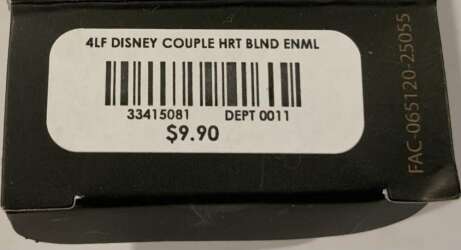 4LF DISNEY COUPLE HRT BLND ENML
33415081 DEPT 0011
$9.90
FAC-065120-25055